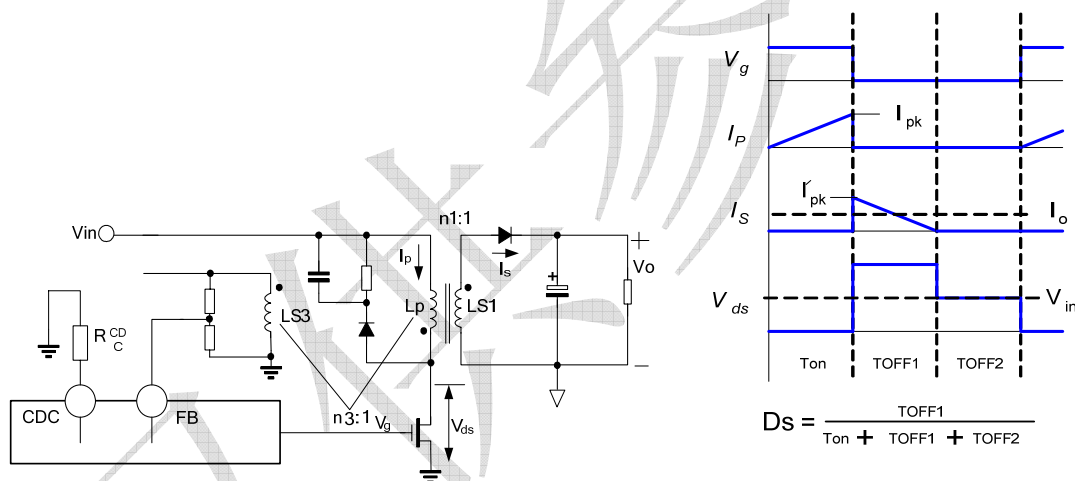 Vin
n1:1
Ip
Is
Vo
LS3
Lp
LS1
R CDC
CDC
FB
n3:1
Vg
Vds
Vg
Ipk
IP
I'pk
IS
Io
Vds
Vin
Ton
TOFF1
TOFF2
Ds = TOFF1
Ton + TOFF1 + TOFF2